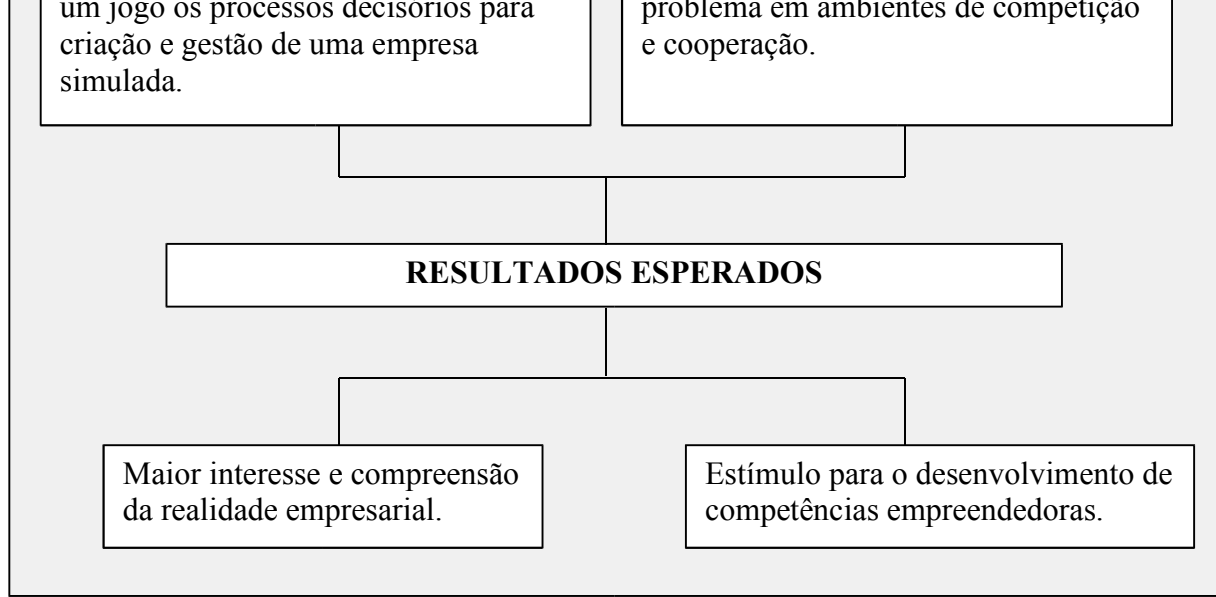 um jogo os processos decisórios para
criação e gestão de uma empresa
simulada.
problema em ambientes de competição
e cooperação.
RESULTADOS ESPERADOS
Maior interesse e compreensão
da realidade empresarial.
Estímulo para o desenvolvimento de
competências empreendedoras.